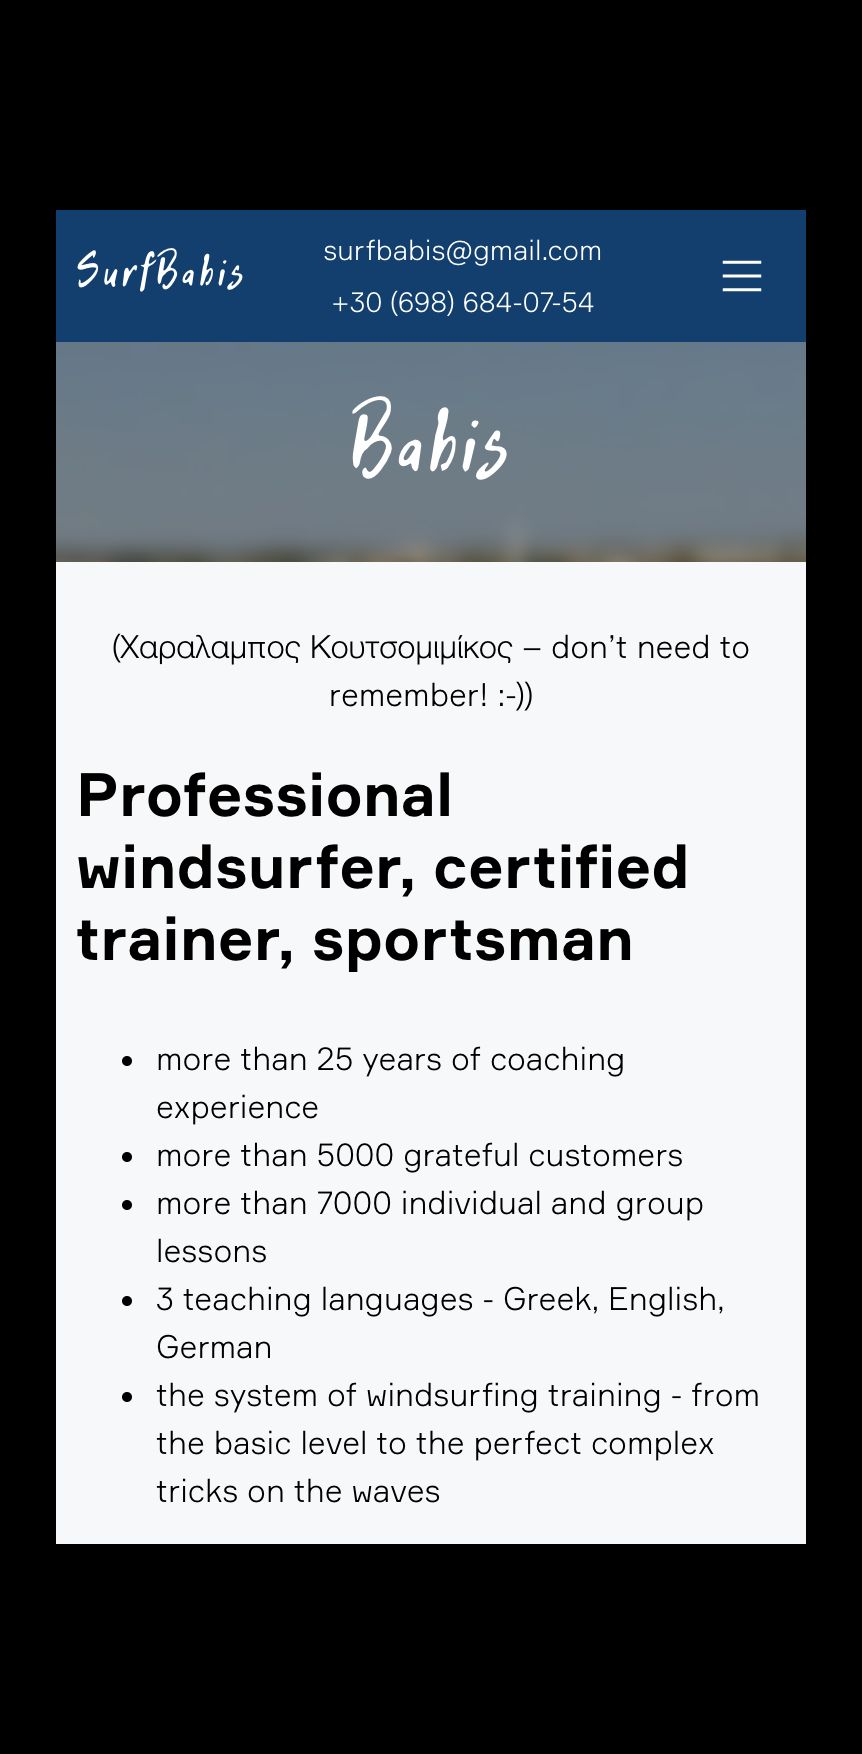 SurfBabis
surfbabis@gmail.com
+30 (698) 684-07-54
Babis
(Χαραλαμπος Κουτσομιμίκος – don’t need to
remember! :-))
Professional
windsurfer, certified
trainer, sportsman
• more than 25 years of coaching
experience
• more than 5000 grateful customers
• more than 7000 individual and group
lessons
• 3 teaching languages - Greek, English,
German
• the system of windsurfing training - from
the basic level to the perfect complex
tricks on the waves